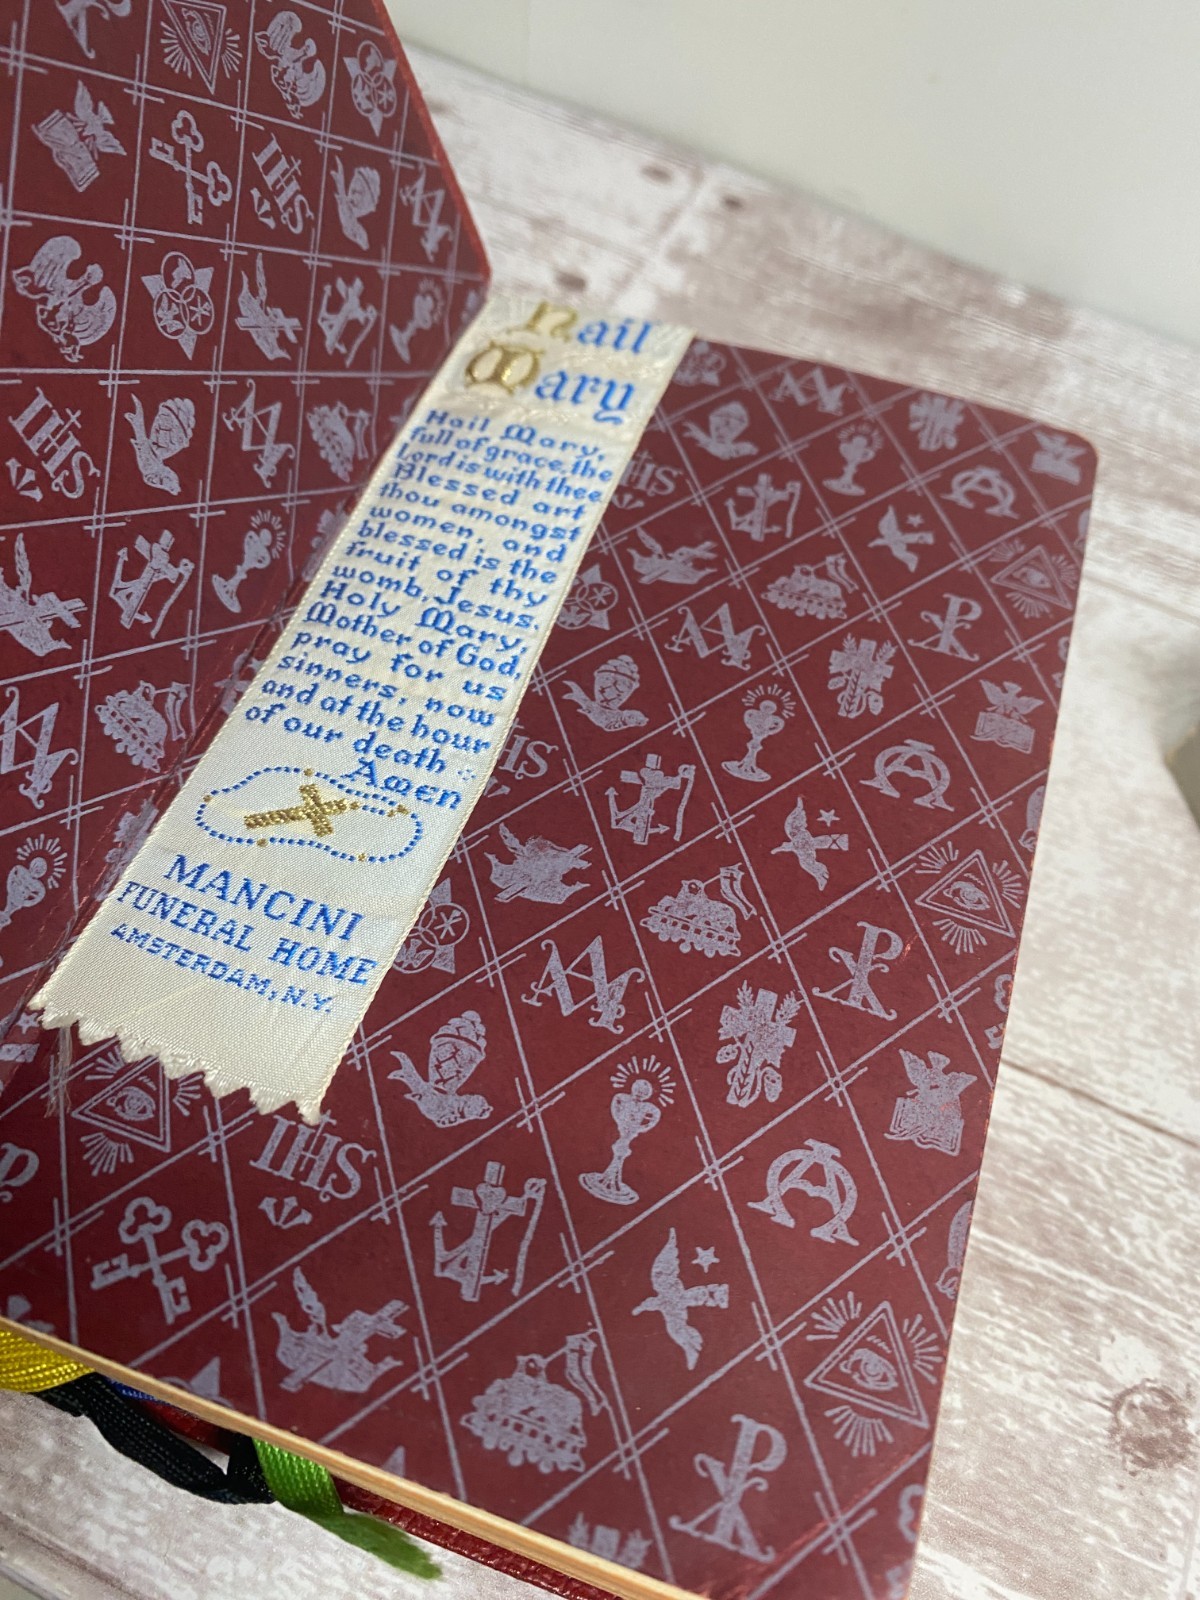 Hail
Mary
Hail Mary,
full of grace, the
Lord is with thee
Blessed art
thou amongst
women, and
blessed is the
fruit of thy
womb, Jesus.
Holy Mary,
Mother of God,
pray for us
sinners, now
and at the hour
of our death
Amen
MANCINI
FUNERAL HOME
AMSTERDAM, N.Y.
IHS
IHS
IHS
IHS
IHS